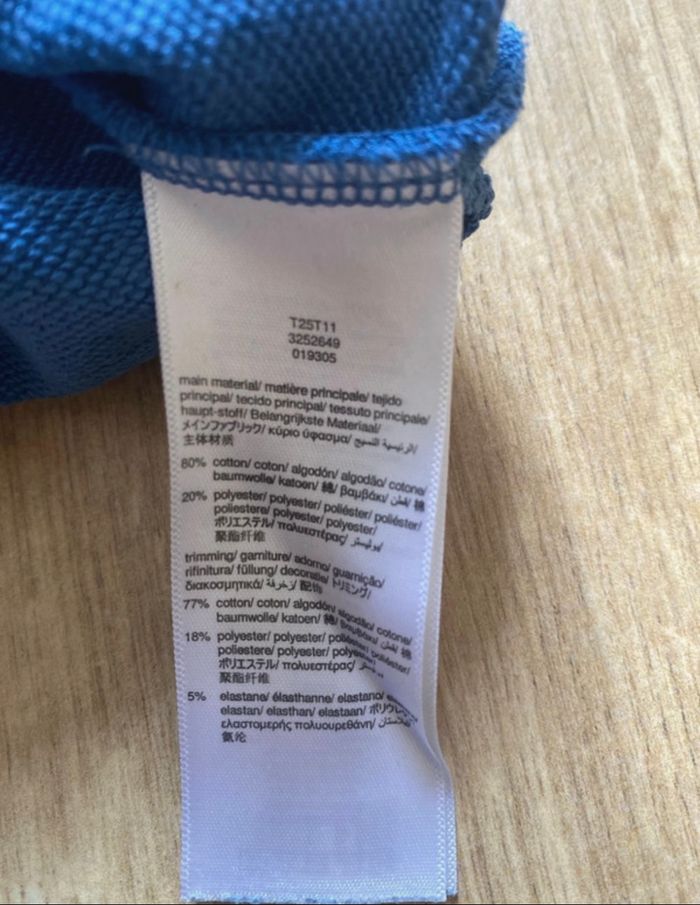 T25T11
3252649
019305
main material/ matière principale/ tejido
principal/ tecido principal/ tessuto principale/
haupt-stoff/ Belangrijkste Materiaal/
メインファブリック/ κύριο ύφασμα/ الرئيسية النسيج/
主体材质
80% cotton/ coton/ algodón/ algodão/ cotone/
baumwolle/ katoen/ 綿/ βαμβάκι/ قطن/ 棉
20% polyester/ polyester/ poliéster/ poliéster/
poliestere/ polyester/ polyester/
ポリエステル/ πολυεστέρας/ بوليستر/
聚酯纤维
trimming/ garniture/ adorno/ guarnição/
rifinitura/ füllung/ decoratie/ トリミング/
διακοσμητικά/ زخرفة/ 配饰
77% cotton/ coton/ algodón/ algodão/ cotone/
baumwolle/ katoen/ 綿/ βαμβάκι/ قطن/ 棉
18% polyester/ polyester/ poliéster/ poliéster/
poliestere/ polyester/
ポリエステル/ πολυεστέρας/
聚酯纤维
5% elastane/ élasthanne/ elastano/
elastan/ elasthan/ elastaan/
ελαστομερής πολυουρεθάνη/ إلاستان/
氨纶